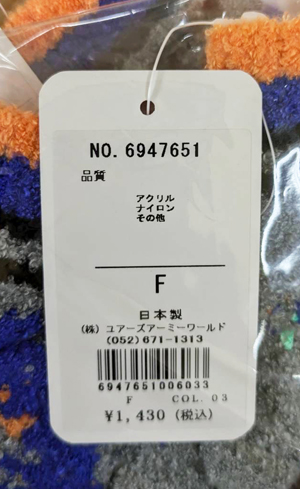 NO. 6947651
品質
アクリル
ナイロン
その他
F
日本製
(株) ユアーズアーミーワールド
(052) 671-1313
6947651006033
F COL. 03
¥1,430 (税込)